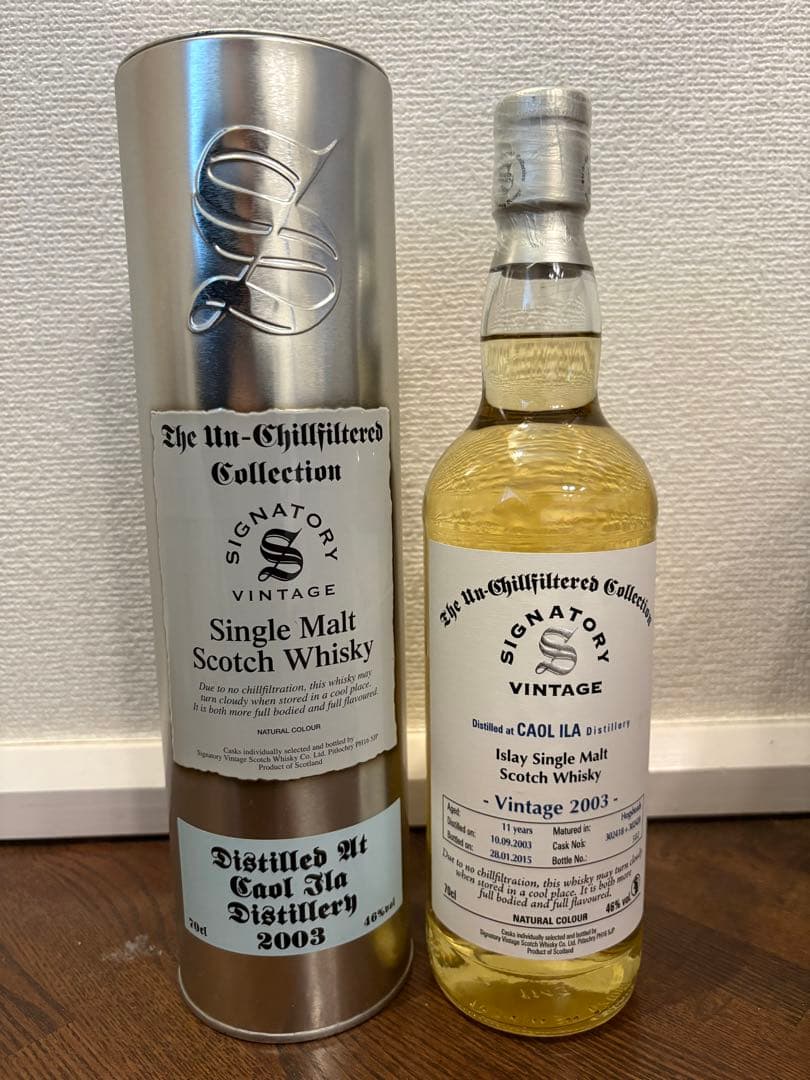 The Un-Chillfiltered
Collection
SIGNATORY
S
VINTAGE
Single Malt
Scotch Whisky
Due to no chillfiltration, this whisky may
turn cloudy when stored in a cool place.
It is both more full bodied and full flavoured.
NATURAL COLOUR
Casks individually selected and bottled by
Signatory Vintage Scotch Whisky Co. Ltd. Pitlochry PH16 5JP
Product of Scotland
Distilled At
Caol Ila
Distillery
2003
70cl
46%vol
The Un-Chillfiltered Collection
SIGNATORY
S
VINTAGE
Distilled at CAOL ILA Distillery
Islay Single Malt
Scotch Whisky
- Vintage 2003 -
Aged: 11 years Matured in: Hogsheads
Distilled on: 10.09.2003 Cask No's:
Bottled on: 28.01.2015 Bottle No.:
Due to no chillfiltration, this whisky may turn cloudy
when stored in a cool place. It is both more
full bodied and full flavoured.
70cl
46% vol
NATURAL COLOUR
Casks individually selected and bottled by
Signatory Vintage Scotch Whisky Co. Ltd. Pitlochry PH16 5JP
Product of Scotland